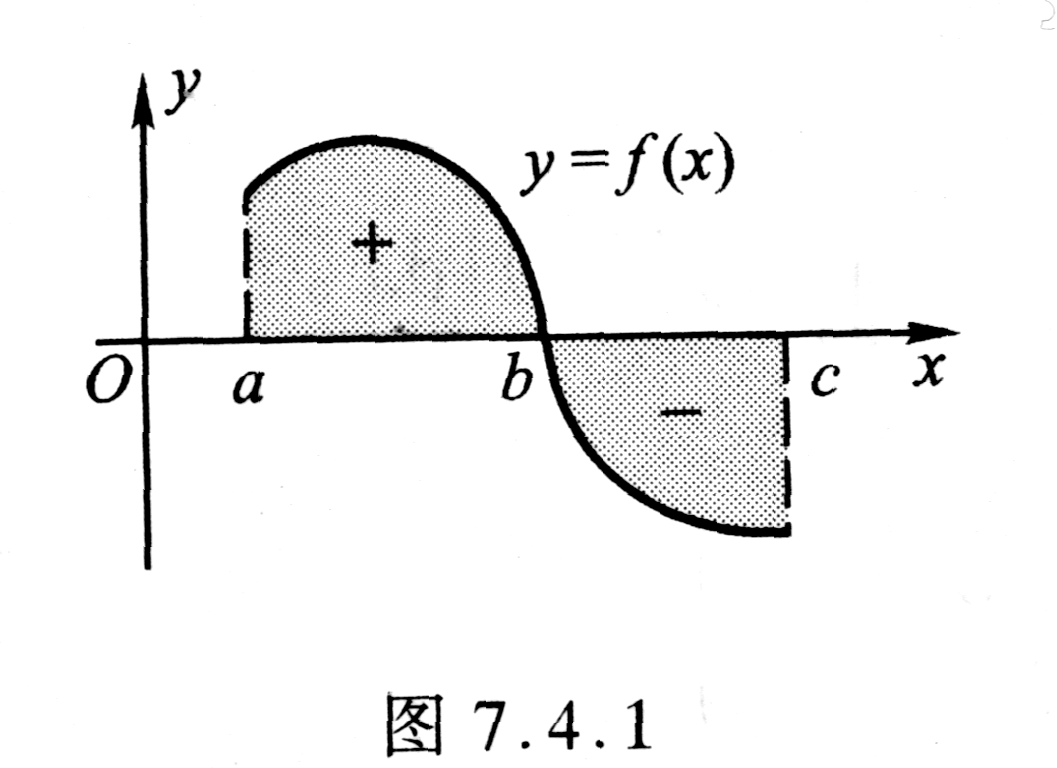 y
y=f(x)
+
O a b c x
−
图 7.4.1